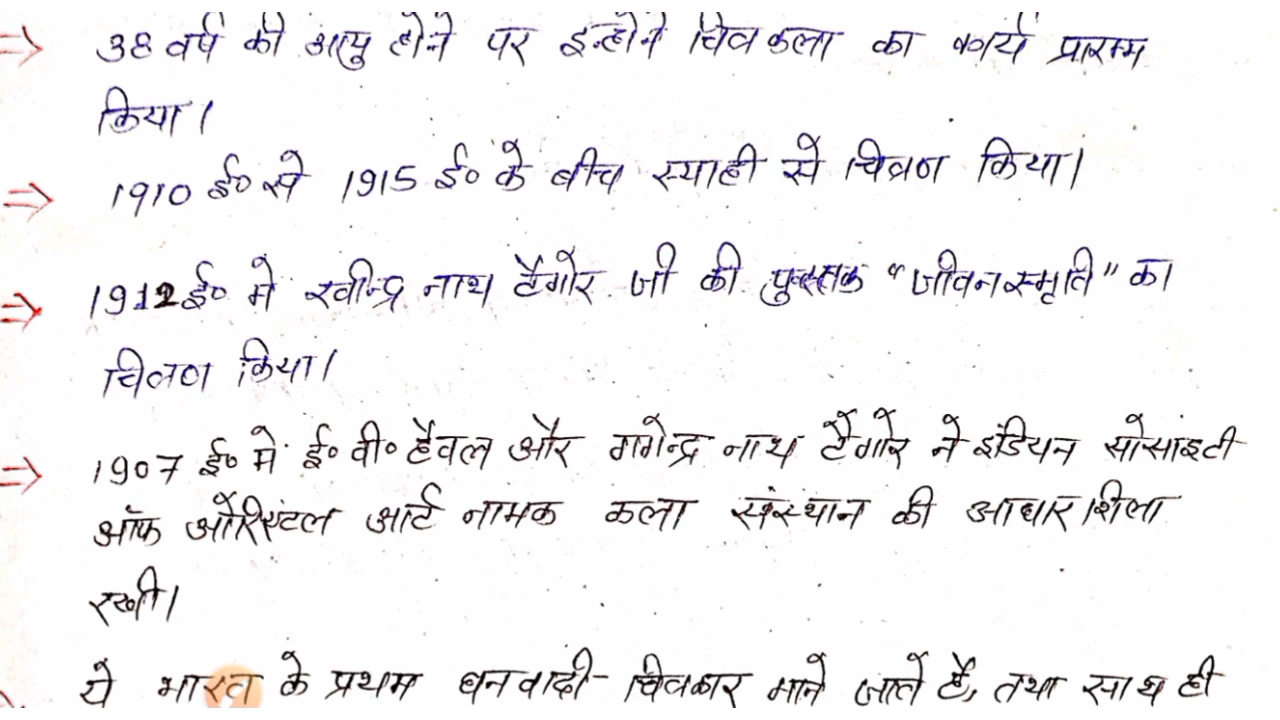 ⇒ 38 वर्ष की आयु होने पर इन्होने चित्रकला का कार्य प्रारम्भ
किया।
⇒ 1910 ई० से 1915 ई० के बीच स्याही से चित्रण किया।
⇒ 1912 ई० मे रवीन्द्र नाथ टैगोर जी की पुस्तक "जीवनस्मृति" का
चित्रण किया।
⇒ 1907 ई० मे ई० वी० हैवल और गगेन्द्र नाथ टैगोर ने इंडियन सोसाइटी
ऑफ ओरिएंटल आर्ट नामक कला संस्थान की आधारशिला
रखी।
ये भारत के प्रथम घनवादी चित्रकार माने जाते हैं, तथा साथ ही